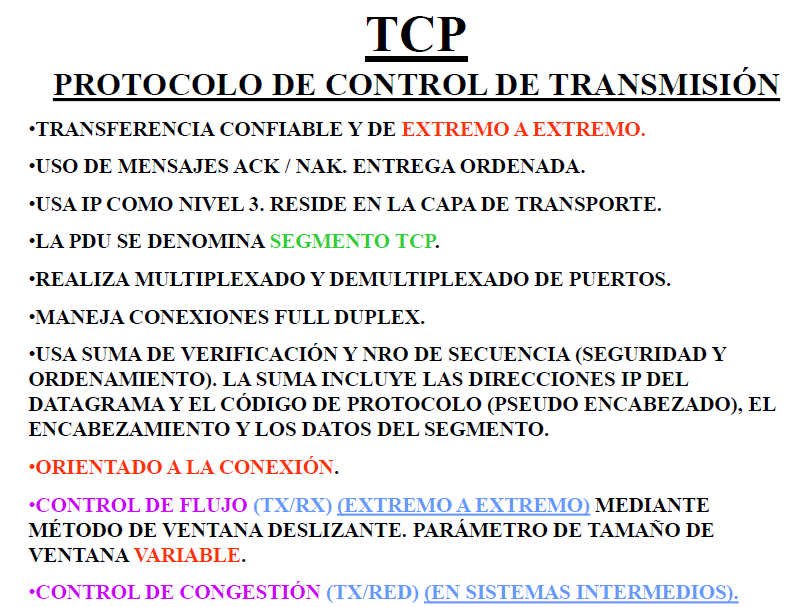 TCP
PROTOCOLO DE CONTROL DE TRANSMISIÓN
•TRANSFERENCIA CONFIABLE Y DE EXTREMO A EXTREMO.
•USO DE MENSAJES ACK / NAK. ENTREGA ORDENADA.
•USA IP COMO NIVEL 3. RESIDE EN LA CAPA DE TRANSPORTE.
•LA PDU SE DENOMINA SEGMENTO TCP.
•REALIZA MULTIPLEXADO Y DEMULTIPLEXADO DE PUERTOS.
•MANEJA CONEXIONES FULL DUPLEX.
•USA SUMA DE VERIFICACIÓN Y NRO DE SECUENCIA (SEGURIDAD Y
ORDENAMIENTO). LA SUMA INCLUYE LAS DIRECCIONES IP DEL
DATAGRAMA Y EL CÓDIGO DE PROTOCOLO (PSEUDO ENCABEZADO), EL
ENCABEZAMIENTO Y LOS DATOS DEL SEGMENTO.
•ORIENTADO A LA CONEXIÓN.
•CONTROL DE FLUJO (TX/RX) (EXTREMO A EXTREMO) MEDIANTE
MÉTODO DE VENTANA DESLIZANTE. PARÁMETRO DE TAMAÑO DE
VENTANA VARIABLE.
•CONTROL DE CONGESTIÓN (TX/RED) (EN SISTEMAS INTERMEDIOS).